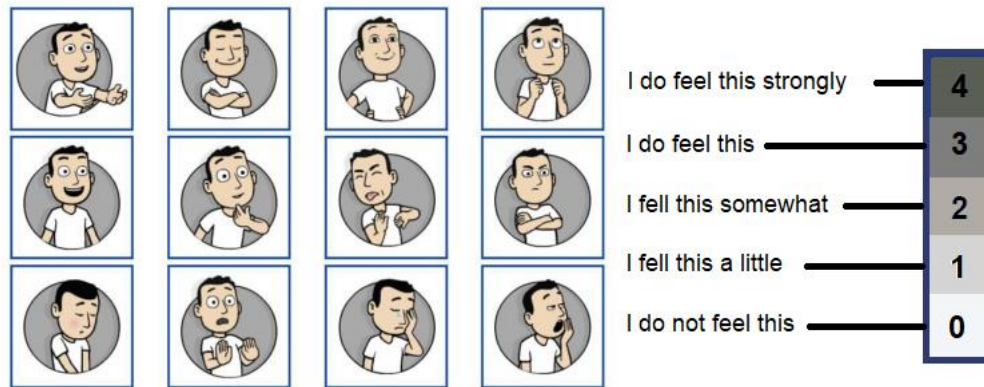 I do feel this strongly 4
I do feel this 3
I fell this somewhat 2
I fell this a little 1
I do not feel this 0